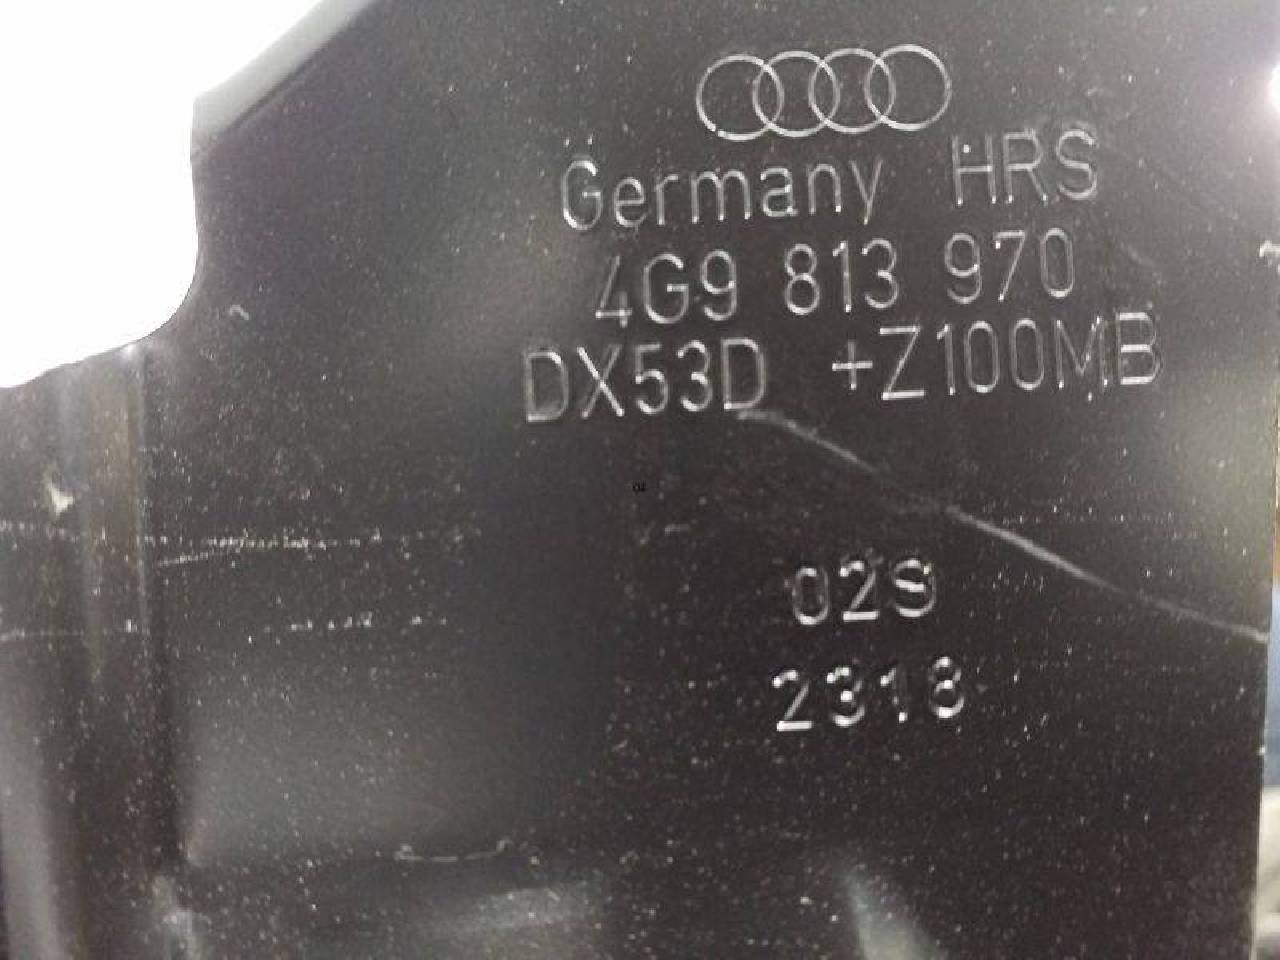 Germany HRS
4G9 813 970
DX53D +Z100MB
02S
2318